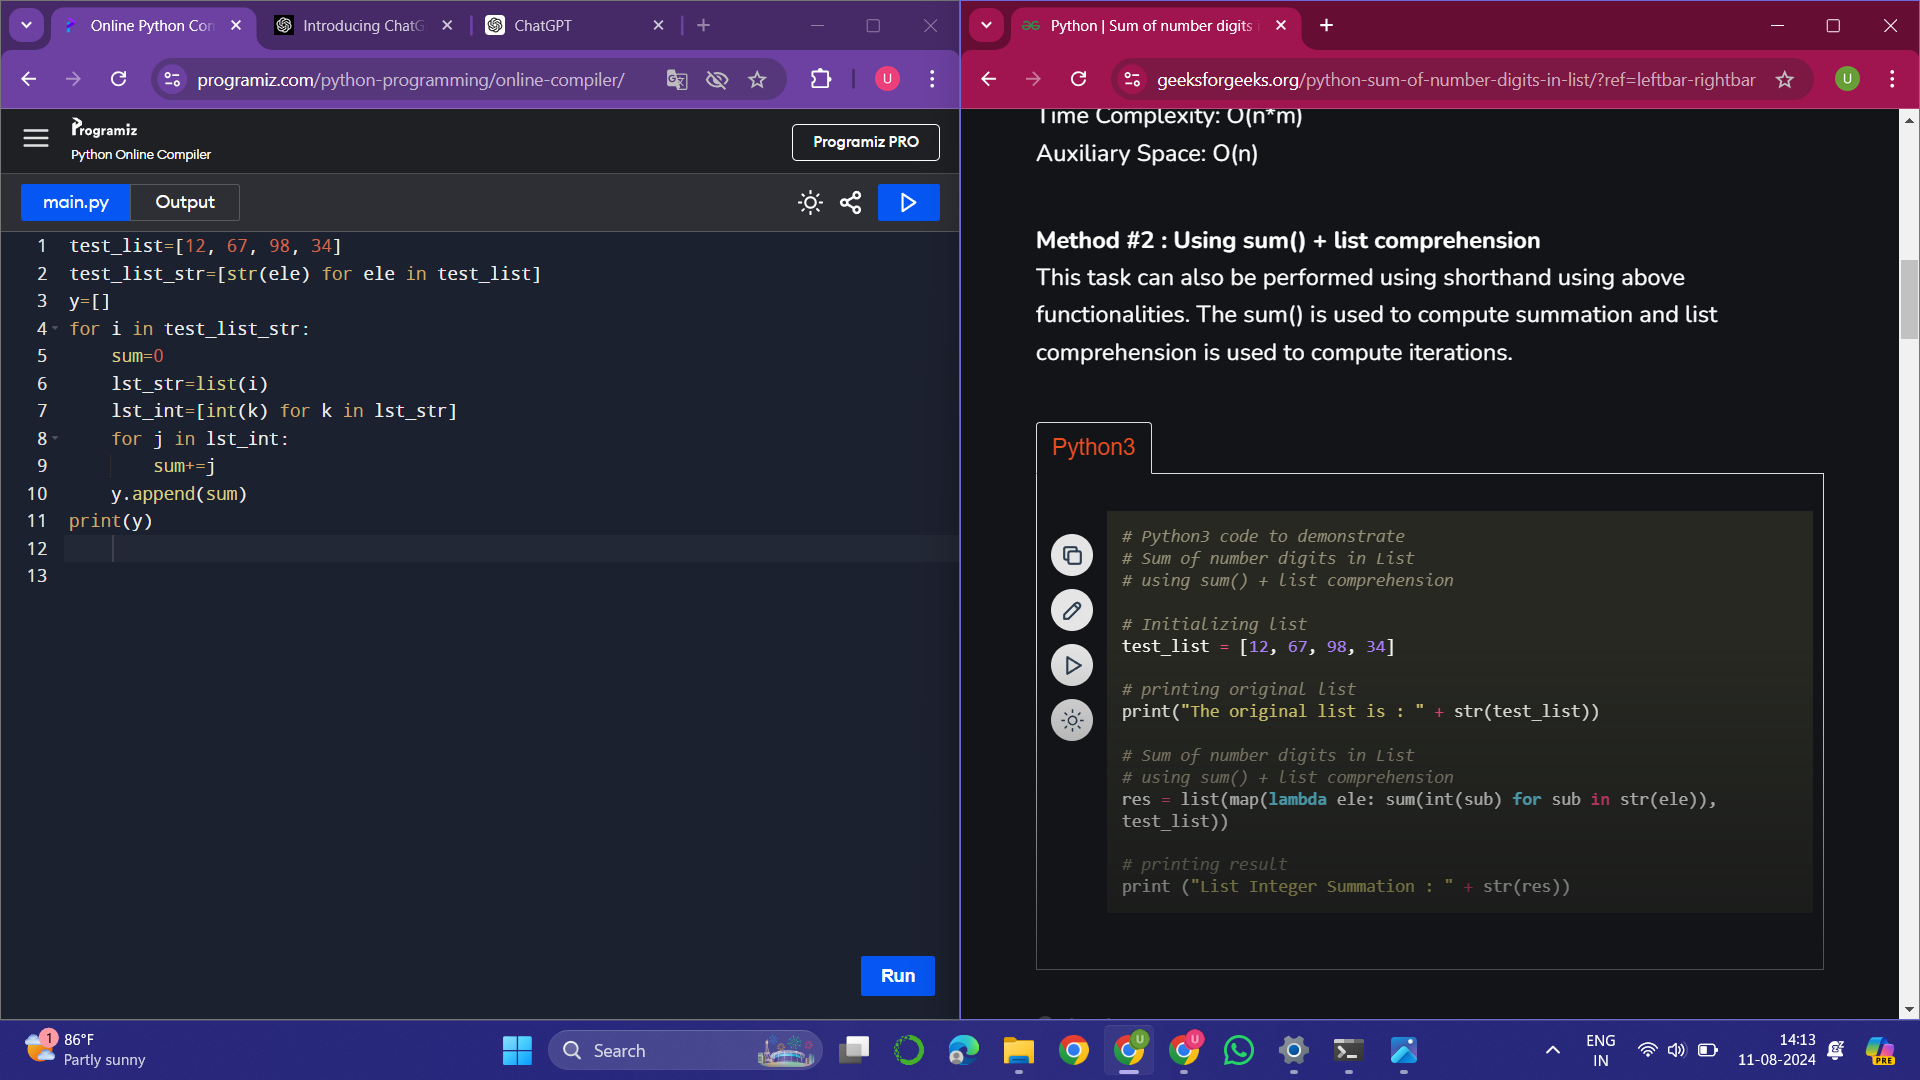 Online Python Com
Introducing ChatG
ChatGPT
programiz.com/python-programming/online-compiler/
U
Programiz
Python Online Compiler
Programiz PRO
main.py
Output
1 test_list=[12, 67, 98, 34]
2 test_list_str=[str(ele) for ele in test_list]
3 y=[]
4 for i in test_list_str:
5     sum=0
6     lst_str=list(i)
7     lst_int=[int(k) for k in lst_str]
8     for j in lst_int:
9         sum+=j
10     y.append(sum)
11 print(y)
12
13
Run
Python | Sum of number digits i
geeksforgeeks.org/python-sum-of-number-digits-in-list/?ref=leftbar-rightbar
U
Time Complexity: O(n*m)
Auxiliary Space: O(n)
Method #2 : Using sum() + list comprehension
This task can also be performed using shorthand using above
functionalities. The sum() is used to compute summation and list
comprehension is used to compute iterations.
Python3
# Python3 code to demonstrate
# Sum of number digits in List
# using sum() + list comprehension
# Initializing list
test_list = [12, 67, 98, 34]
# printing original list
print("The original list is : " + str(test_list))
# Sum of number digits in List
# using sum() + list comprehension
res = list(map(lambda ele: sum(int(sub) for sub in str(ele)),
test_list))
# printing result
print ("List Integer Summation : " + str(res))
1
86°F
Partly sunny
Search
U
U
ENG
IN
14:13
11-08-2024
PRE